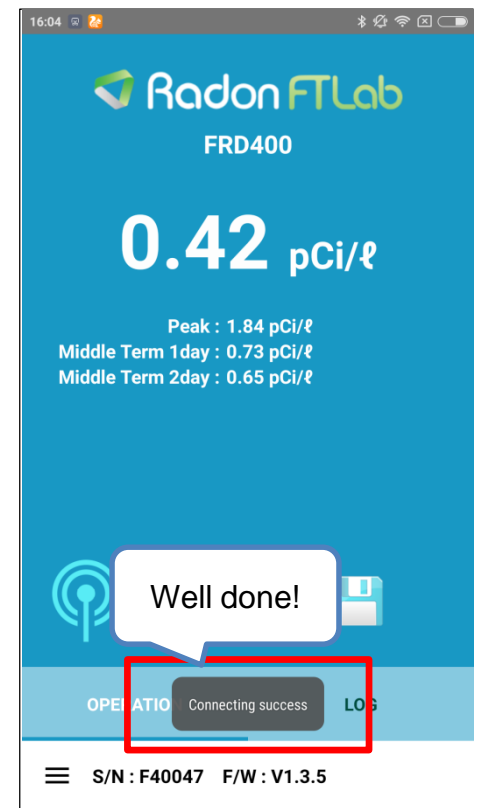 16:04
Radon FTLab
FRD400
0.42 pCi/ℓ
Peak : 1.84 pCi/ℓ
Middle Term 1day : 0.73 pCi/ℓ
Middle Term 2day : 0.65 pCi/ℓ
Well done!
Connecting success
LOG
S/N : F40047 F/W : V1.3.5